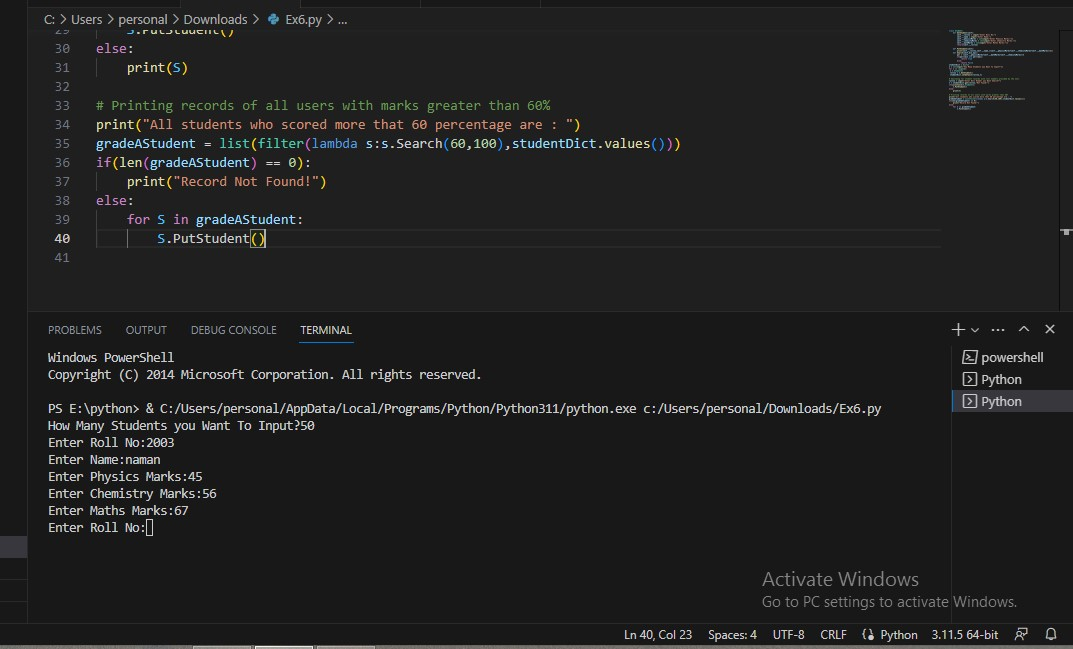 C: > Users > personal > Downloads > Ex6.py > ...
29 S.PutStudent()
30 else:
31 print(S)
32
33 # Printing records of all users with marks greater than 60%
34 print("All students who scored more that 60 percentage are : ")
35 gradeAStudent = list(filter(lambda s:s.Search(60,100),studentDict.values()))
36 if(len(gradeAStudent) == 0):
37 print("Record Not Found!")
38 else:
39 for S in gradeAStudent:
40 S.PutStudent()
41
PROBLEMS OUTPUT DEBUG CONSOLE TERMINAL
Windows PowerShell
Copyright (C) 2014 Microsoft Corporation. All rights reserved.
PS E:\python> & C:/Users/personal/AppData/Local/Programs/Python/Python311/python.exe c:/Users/personal/Downloads/Ex6.py
How Many Students you Want To Input?50
Enter Roll No:2003
Enter Name:naman
Enter Physics Marks:45
Enter Chemistry Marks:56
Enter Maths Marks:67
Enter Roll No:
powershell
Python
Python
Activate Windows
Go to PC settings to activate Windows.
Ln 40, Col 23 Spaces: 4 UTF-8 CRLF Python 3.11.5 64-bit